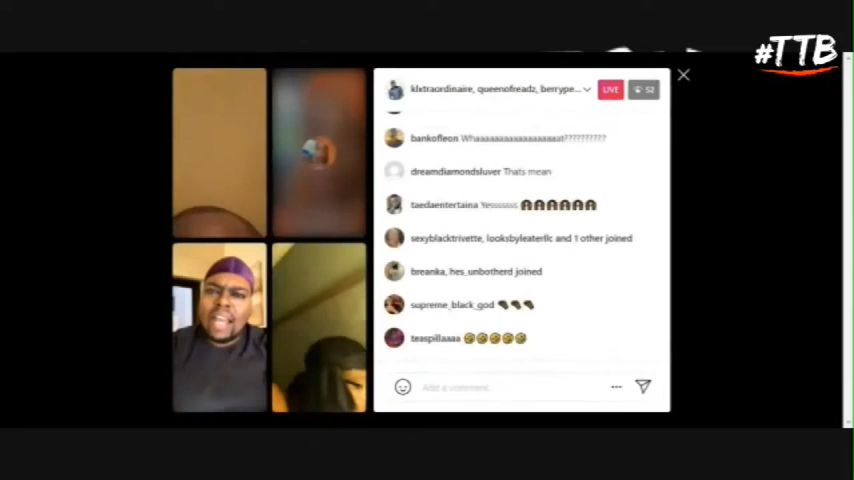 #TTB
klxtraordinaire, queenofreadz, berrype...
LIVE
52
bankofleon Whaaaaaaaaaaaaaaaaaaat??????????
dreamdiamondsluver Thats mean
taedaentertaina Yesssssss
sexyblacktrivette, looksbyleaterllc and 1 other joined
breanka, hes_unbotherd joined
supreme_black_god
teaspillaaaa
Add a comment